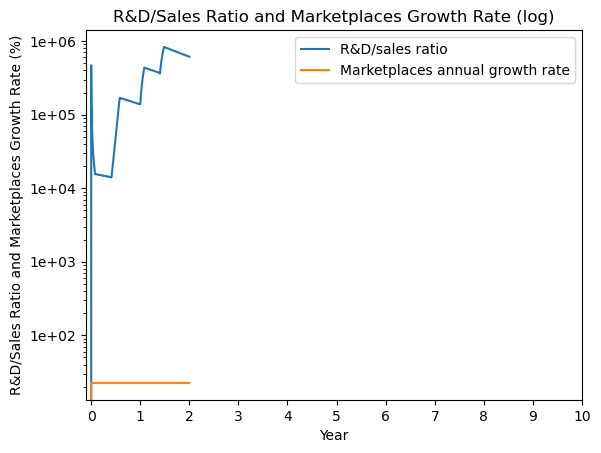 R&D/Sales Ratio and Marketplaces Growth Rate (log)
R&D/Sales Ratio and Marketplaces Growth Rate (%)
1e+06
1e+05
1e+04
1e+03
1e+02
R&D/sales ratio
Marketplaces annual growth rate
0 1 2 3 4 5 6 7 8 9 10
Year